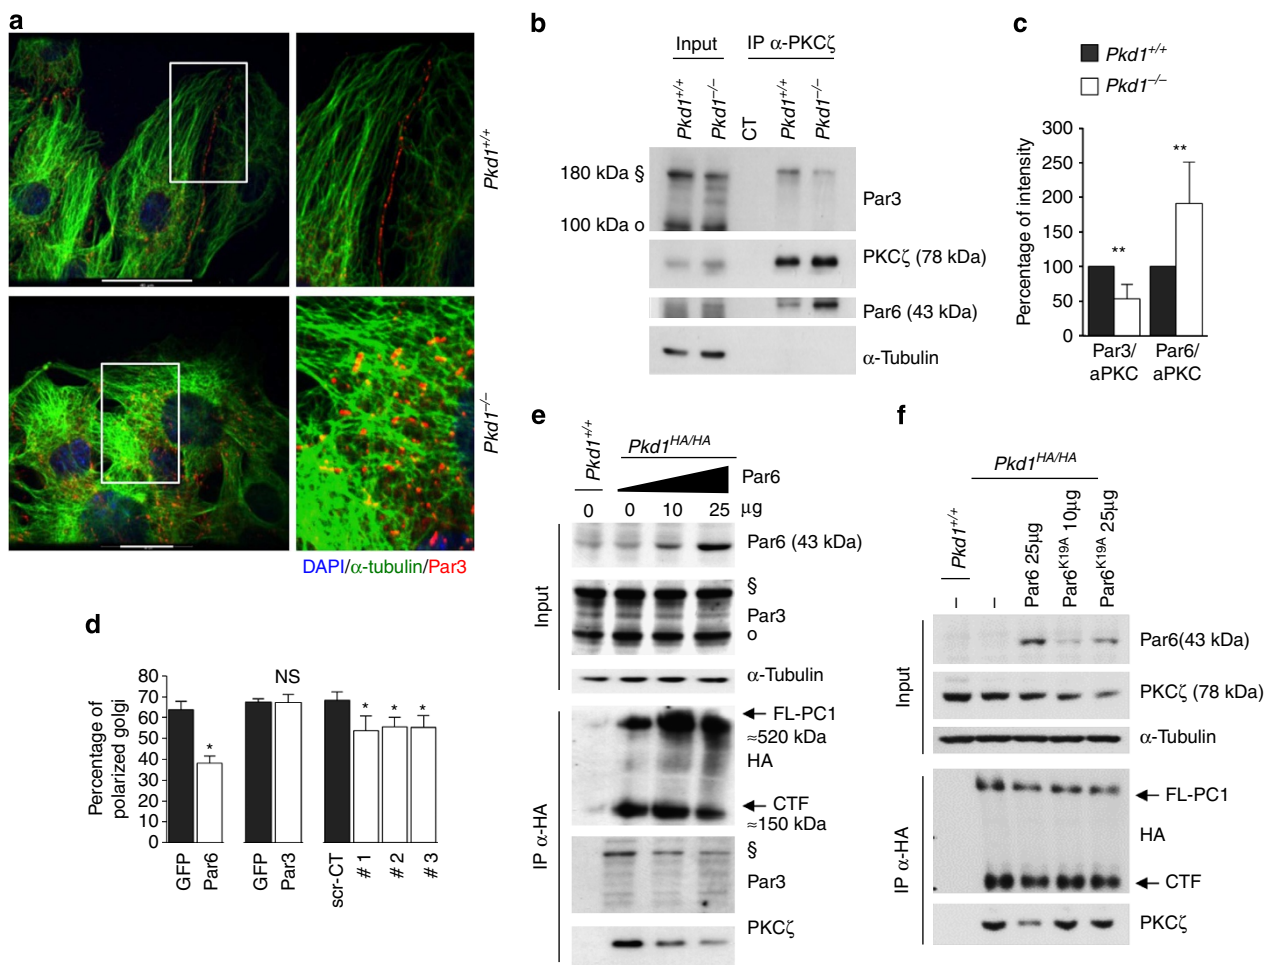 a
Pkd1+/+
Pkd1–/–
DAPI/α-tubulin/Par3
b
Input
IP α-PKCζ
Pkd1+/+
Pkd1–/–
CT
Pkd1+/+
Pkd1–/–
180 kDa §
100 kDa o
Par3
PKCζ (78 kDa)
Par6 (43 kDa)
α-Tubulin
c
Pkd1+/+
Pkd1–/–
Percentage of intensity
300
250
200
150
100
50
0
**
**
Par3/
aPKC
Par6/
aPKC
d
Percentage of
polarized golgi
80
70
60
50
40
30
20
10
0
*
NS
*
*
*
GFP
Par6
GFP
Par3
scr-CT
# 1
# 2
# 3
e
Pkd1+/+
Pkd1HA/HA
Par6
0
0
10
25
μg
Input
Par6 (43 kDa)
§
Par3
o
α-Tubulin
IP α-HA
FL-PC1
≈520 kDa
HA
CTF
≈150 kDa
§
Par3
PKCζ
f
Pkd1HA/HA
Pkd1+/+
–
–
Par6 25μg
Par6K19A 10μg
Par6K19A 25μg
Input
Par6(43 kDa)
PKCζ (78 kDa)
α-Tubulin
IP α-HA
FL-PC1
HA
CTF
PKCζ